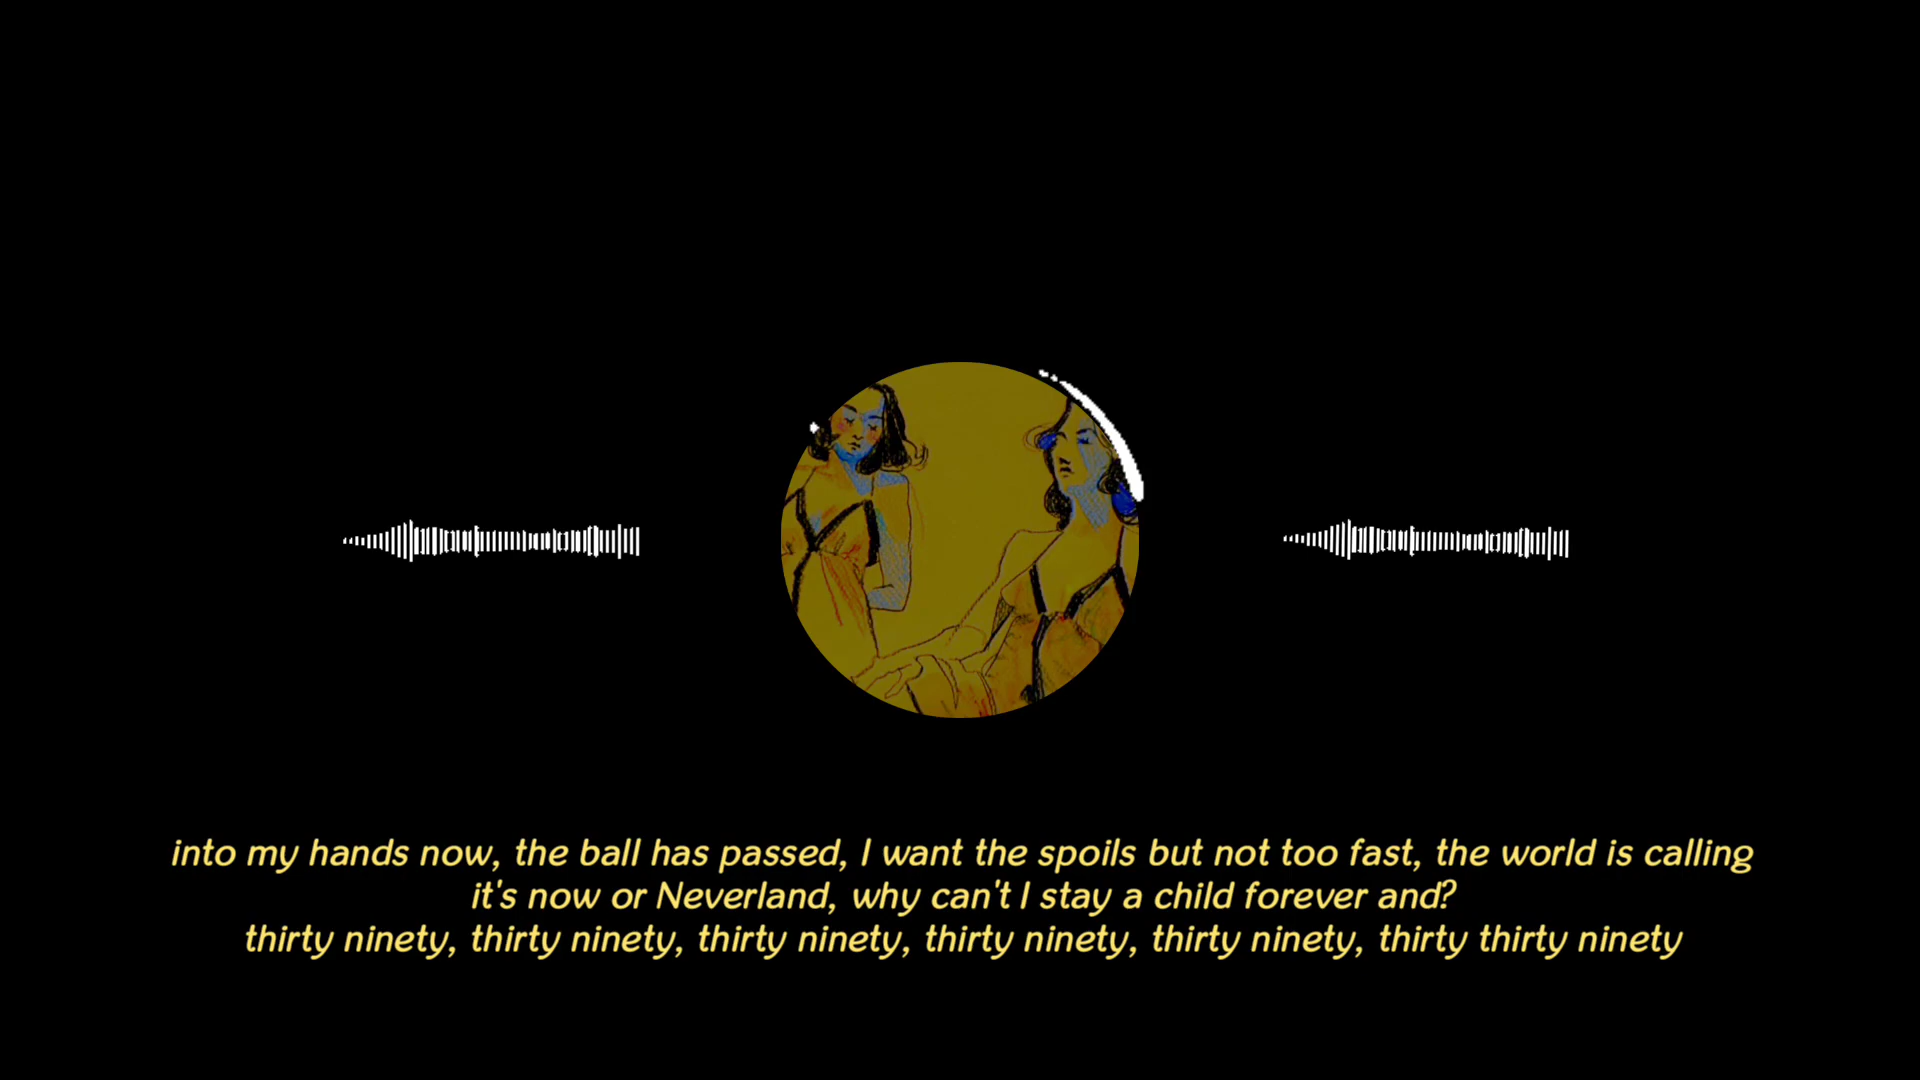 into my hands now, the ball has passed, I want the spoils but not too fast, the world is calling
it's now or Neverland, why can't I stay a child forever and?
thirty ninety, thirty ninety, thirty ninety, thirty ninety, thirty ninety, thirty thirty ninety